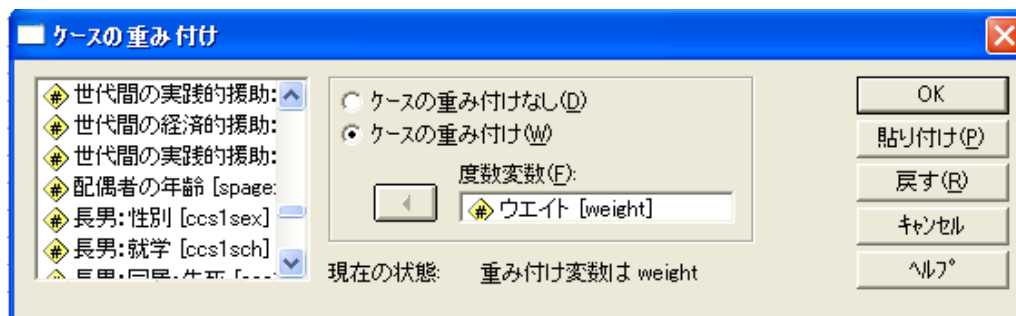 ケースの重み付け
世代間の実践的援助:
世代間の経済的援助:
世代間の実践的援助:
配偶者の年齢 [spage:
長男:性別 [ccs1sex]
長男:就学 [ccs1sch]
ケースの重み付けなし(D)
ケースの重み付け(W)
度数変数(F):
ウエイト [weight]
現在の状態: 重み付け変数は weight
OK
貼り付け(P)
戻す(R)
キャンセル
ヘルプ